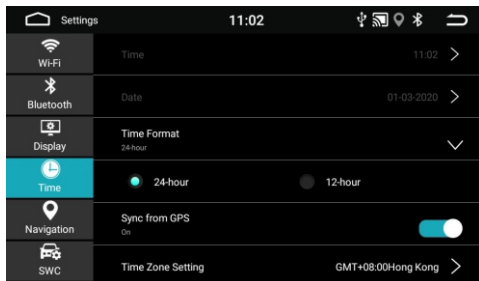 Settings
11:02
Wi-Fi
Time
11:02
Bluetooth
Date
01-03-2020
Display
Time Format
24-hour
Time
24-hour
12-hour
Navigation
Sync from GPS
On
SWC
Time Zone Setting
GMT+08:00Hong Kong